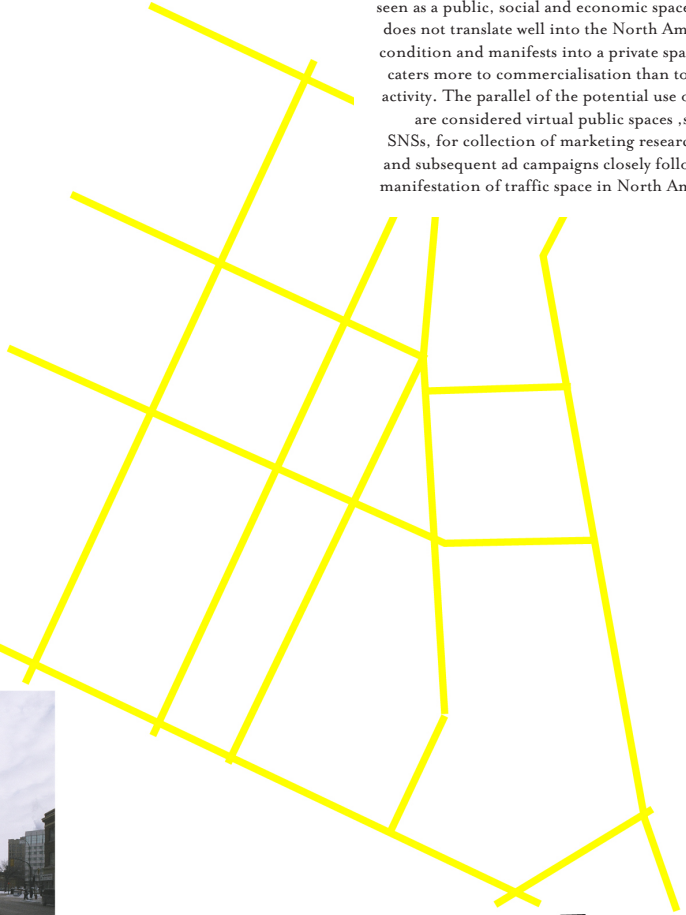 seen as a public, social and economic space
does not translate well into the North Am
condition and manifests into a private spa
caters more to commercialisation than to
activity. The parallel of the potential use o
are considered virtual public spaces ,s
SNSs, for collection of marketing researc
and subsequent ad campaigns closely follo
manifestation of traffic space in North Am